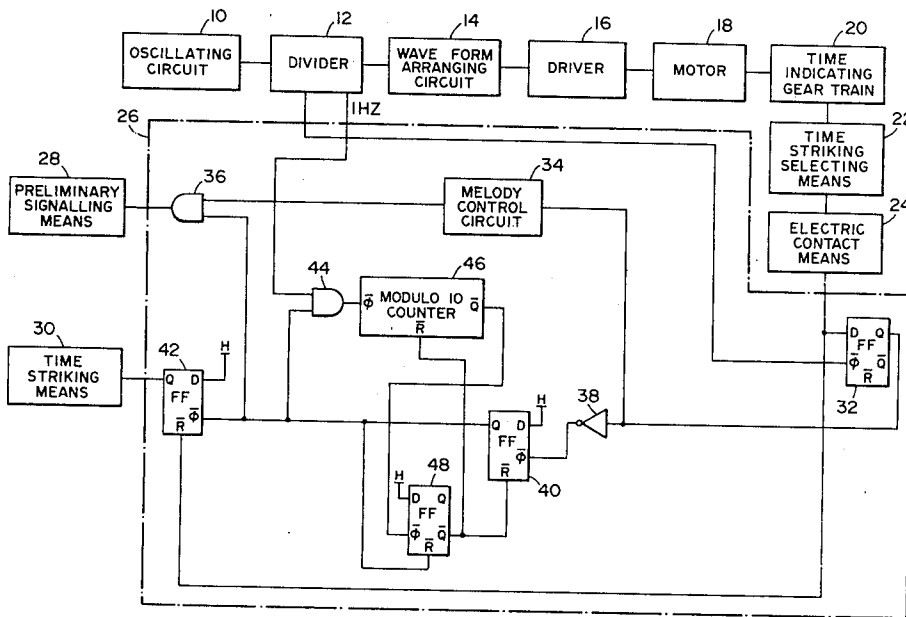 10
12
14
16
18
20
OSCILLATING
CIRCUIT
DIVIDER
WAVE FORM
ARRANGING
CIRCUIT
DRIVER
MOTOR
TIME
INDICATING
GEAR TRAIN
1HZ
26
22
TIME
STRIKING
SELECTING
MEANS
28
PRELIMINARY
SIGNALLING
MEANS
36
34
MELODY
CONTROL
CIRCUIT
24
ELECTRIC
CONTACT
MEANS
44
46
Φ̅ MODULO 10 Q̅
COUNTER
R̅
30
TIME
STRIKING
MEANS
42
H
Q D
FF
Φ̅
R̅
D Q
FF
Φ̅ Q̅
R̅
32
38
H
Q D
FF
Φ̅
R̅
40
48
H
D Q
FF
Φ̅ Q̅
R̅